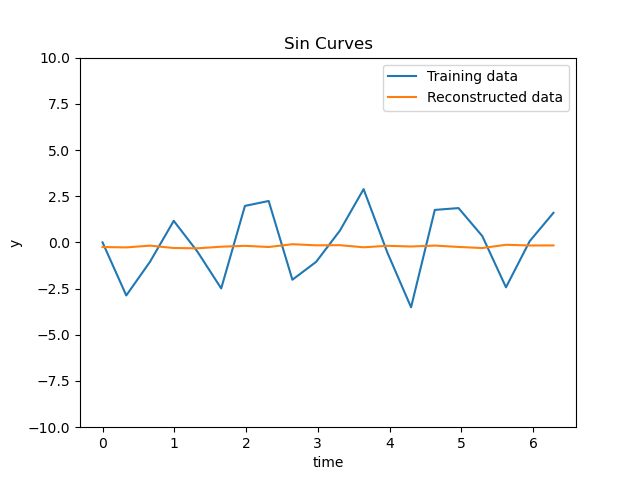 Sin Curves
Training data
Reconstructed data
10.0
7.5
5.0
2.5
0.0
−2.5
−5.0
−7.5
−10.0
y
0 1 2 3 4 5 6
time